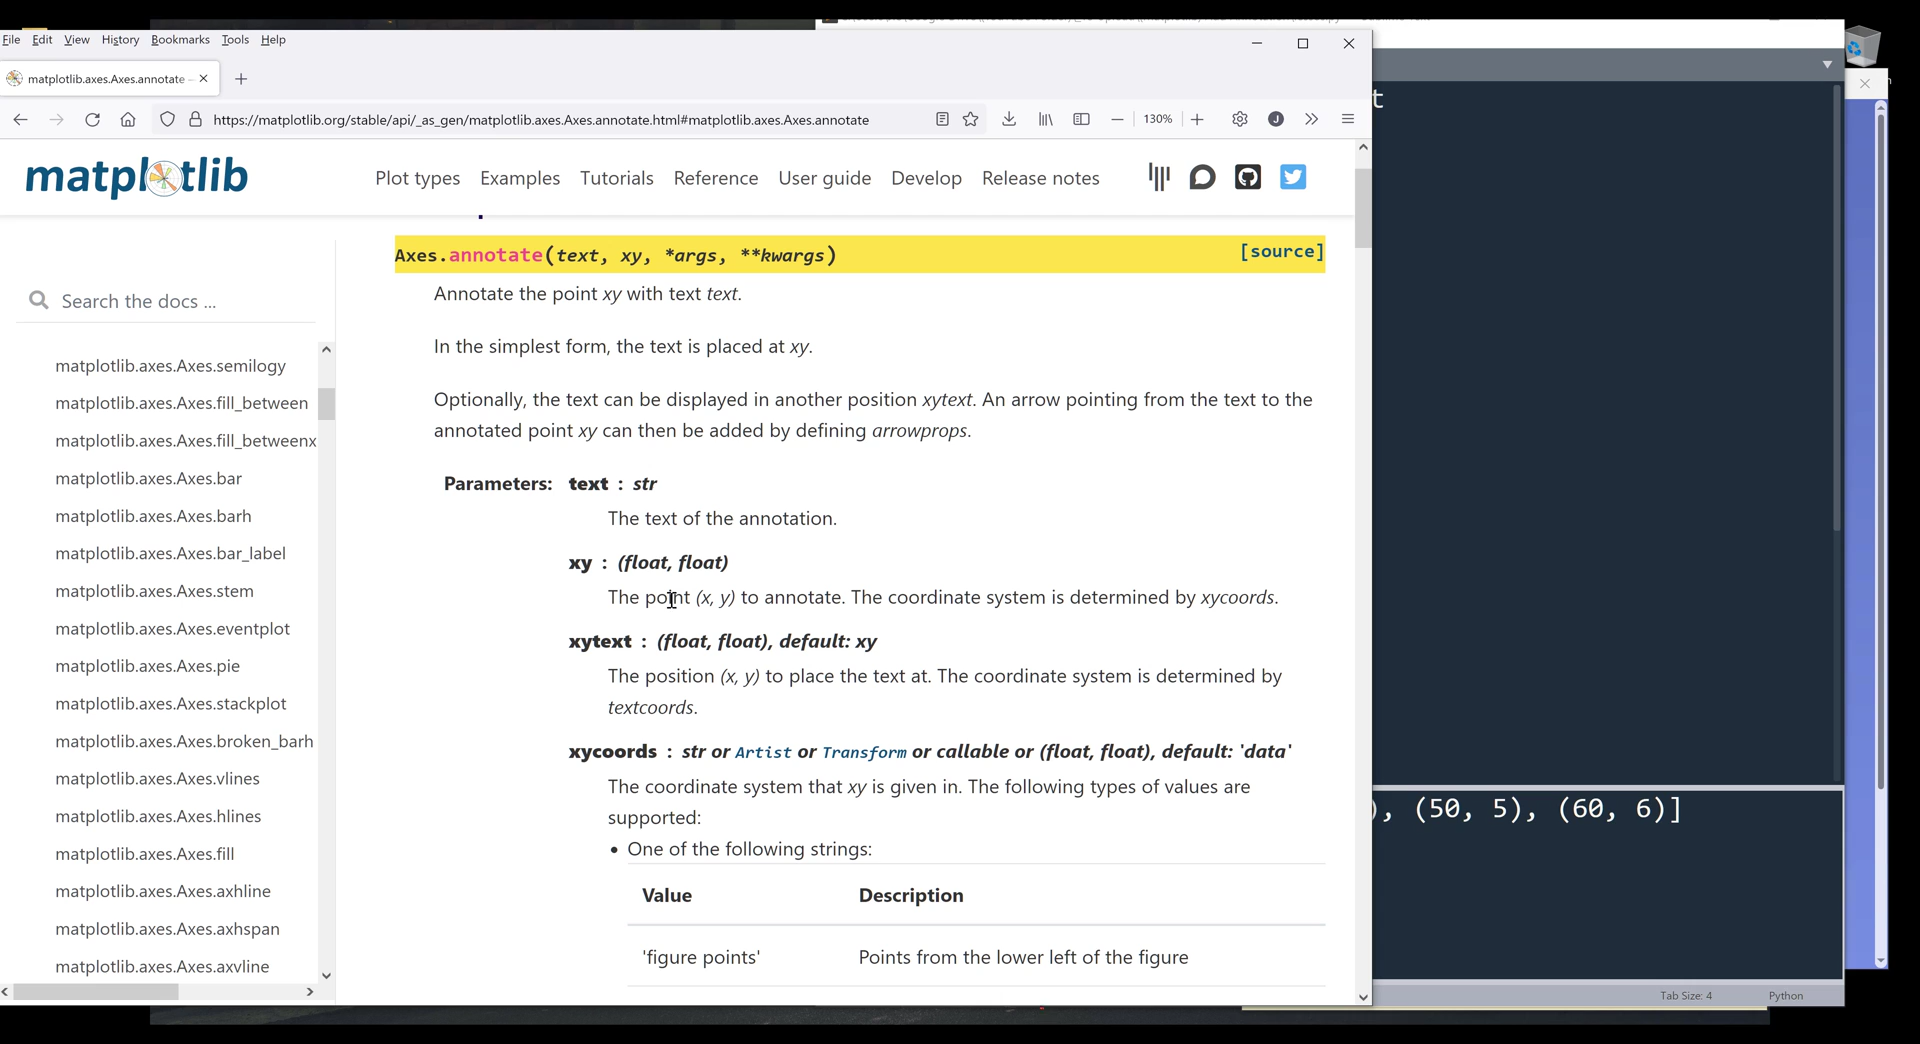 File Edit View History Bookmarks Tools Help
matplotlib.axes.Axes.annotate –
https://matplotlib.org/stable/api/_as_gen/matplotlib.axes.Axes.annotate.html#matplotlib.axes.Axes.annotate
130%
J
matplotlib
Plot types Examples Tutorials Reference User guide Develop Release notes
Axes.annotate(text, xy, *args, **kwargs) [source]
Annotate the point xy with text text.
In the simplest form, the text is placed at xy.
Optionally, the text can be displayed in another position xytext. An arrow pointing from the text to the
annotated point xy can then be added by defining arrowprops.
Parameters: text : str
The text of the annotation.
xy : (float, float)
The point (x, y) to annotate. The coordinate system is determined by xycoords.
xytext : (float, float), default: xy
The position (x, y) to place the text at. The coordinate system is determined by
textcoords.
xycoords : str or Artist or Transform or callable or (float, float), default: 'data'
The coordinate system that xy is given in. The following types of values are
supported:
• One of the following strings:
Value Description
'figure points' Points from the lower left of the figure
Search the docs ...
matplotlib.axes.Axes.semilogy
matplotlib.axes.Axes.fill_between
matplotlib.axes.Axes.fill_betweenx
matplotlib.axes.Axes.bar
matplotlib.axes.Axes.barh
matplotlib.axes.Axes.bar_label
matplotlib.axes.Axes.stem
matplotlib.axes.Axes.eventplot
matplotlib.axes.Axes.pie
matplotlib.axes.Axes.stackplot
matplotlib.axes.Axes.broken_barh
matplotlib.axes.Axes.vlines
matplotlib.axes.Axes.hlines
matplotlib.axes.Axes.fill
matplotlib.axes.Axes.axhline
matplotlib.axes.Axes.axhspan
matplotlib.axes.Axes.axvline
t
), (50, 5), (60, 6)]
Tab Size: 4 Python